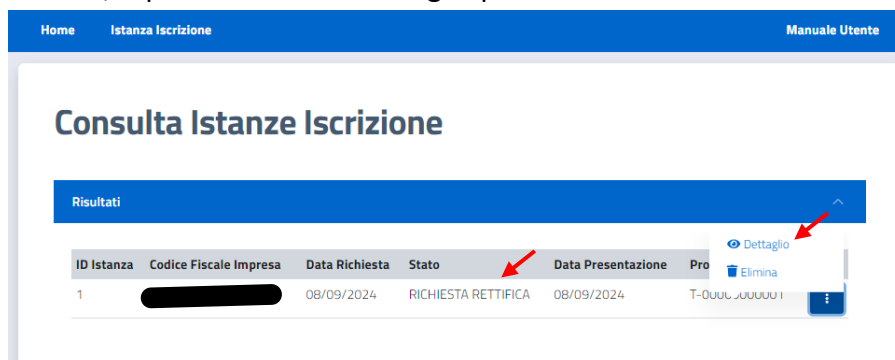 Home Istanza Iscrizione Manuale Utente
Consulta Istanze Iscrizione
Risultati
Dettaglio
ID Istanza Codice Fiscale Impresa Data Richiesta Stato Data Presentazione
Elimina
1 08/09/2024 RICHIESTA RETTIFICA 08/09/2024